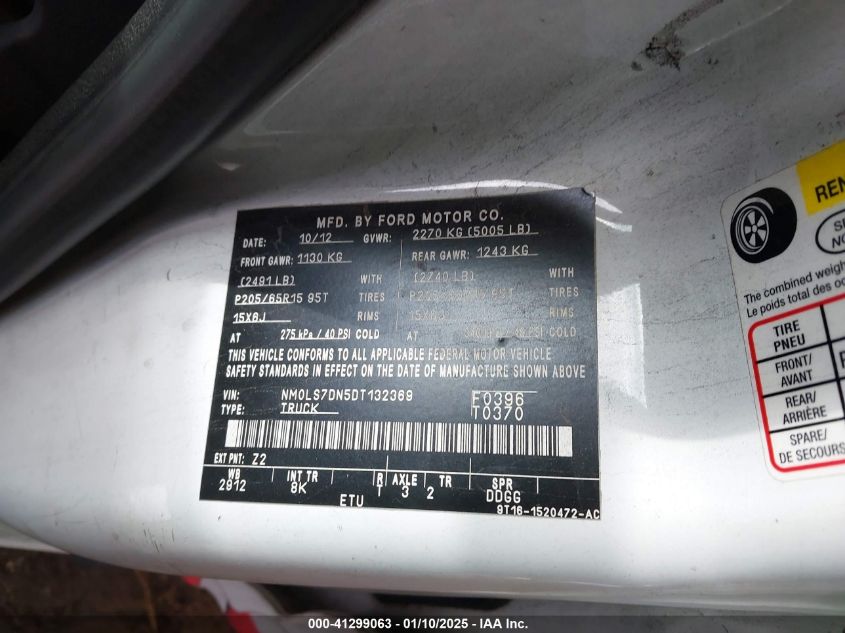 MFD. BY FORD MOTOR CO.
DATE: 10/12 GVWR: 2270 KG (5005 LB)
FRONT GAWR: 1130 KG REAR GAWR: 1243 KG
(2491 LB) WITH (2740 LB) WITH
P205/65R15 95T TIRES P205/65R15 95T TIRES
15X6J RIMS 15X6J RIMS
AT 275 kPa / 40 PSI COLD AT PSI COLD
THIS VEHICLE CONFORMS TO ALL APPLICABLE FEDERAL MOTOR VEHICLE
SAFETY STANDARDS IN EFFECT ON THE DATE OF MANUFACTURE SHOWN ABOVE.
VIN: NM0LS7DN5DT132369 F0396
TYPE: TRUCK T0370
EXT PNT: Z2
WB INT TR R AXLE TR SPR
2912 8K T 3 2 DDGG
ETU
9T16-1520472-AC
REN
The combined weigh
Le poids total des oc
TIRE
PNEU
FRONT/
AVANT
REAR/
ARRIÈRE
SPARE/
DE SECOURS
000-41299063 - 01/10/2025 - IAA Inc.